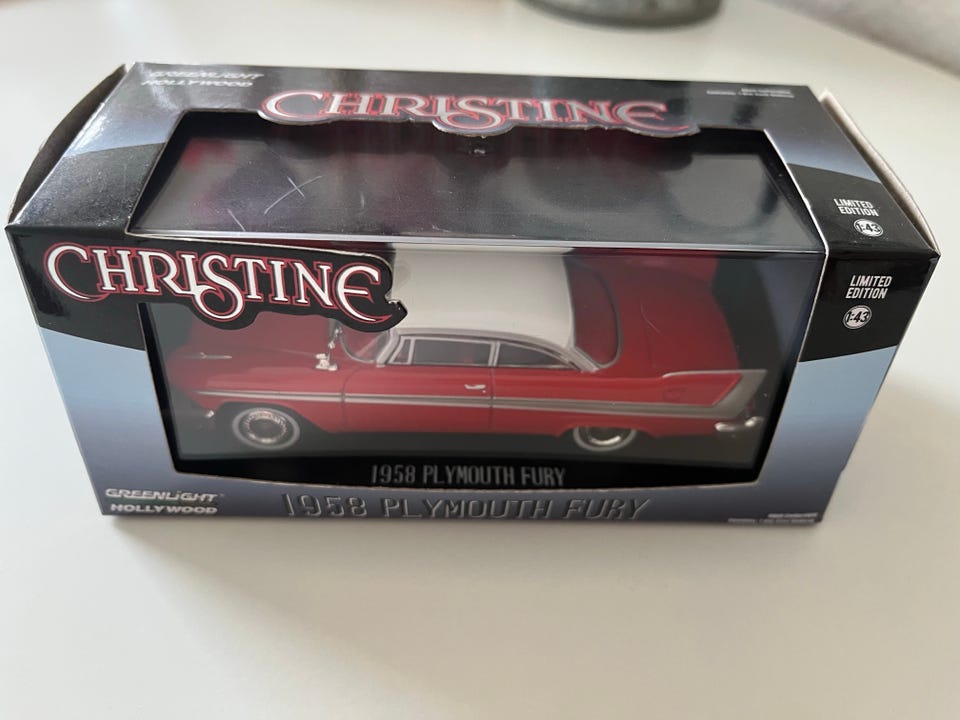 GREENLIGHT
HOLLYWOOD
CHRISTINE
LIMITED
EDITION
1:43
CHRISTINE
LIMITED
EDITION
1:43
1958 PLYMOUTH FURY
GREENLIGHT
HOLLYWOOD
1958 PLYMOUTH FURY